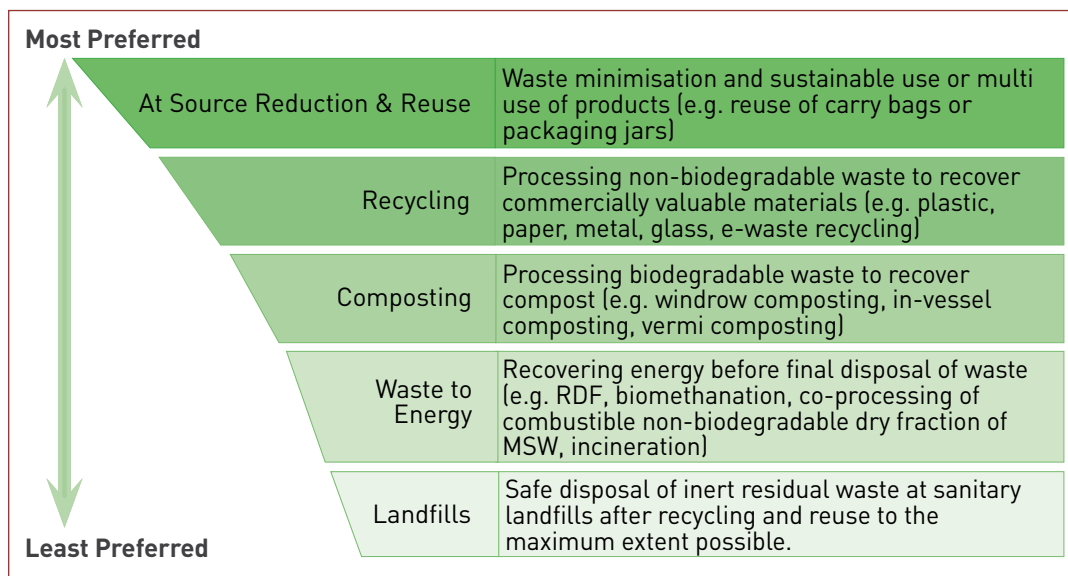 Most Preferred
At Source Reduction & Reuse
Waste minimisation and sustainable use or multi
use of products (e.g. reuse of carry bags or
packaging jars)
Recycling
Processing non-biodegradable waste to recover
commercially valuable materials (e.g. plastic,
paper, metal, glass, e-waste recycling)
Composting
Processing biodegradable waste to recover
compost (e.g. windrow composting, in-vessel
composting, vermi composting)
Waste to
Energy
Recovering energy before final disposal of waste
(e.g. RDF, biomethanation, co-processing of
combustible non-biodegradable dry fraction of
MSW, incineration)
Landfills
Safe disposal of inert residual waste at sanitary
landfills after recycling and reuse to the
maximum extent possible.
Least Preferred